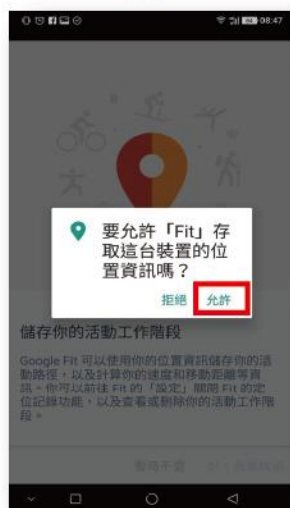 08:47
要允許「Fit」存
取這台裝置的位
置資訊嗎？
拒絕 允許
儲存你的活動工作階段
Google Fit 可以使用你的位置資訊儲存你的活
動路徑，以及計算你的速度和移動距離等資
訊。你可以前往 Fit 的「設定」關閉 Fit 的定
位記錄功能，以及查看或刪除你的活動工作階
段。
暫時不要